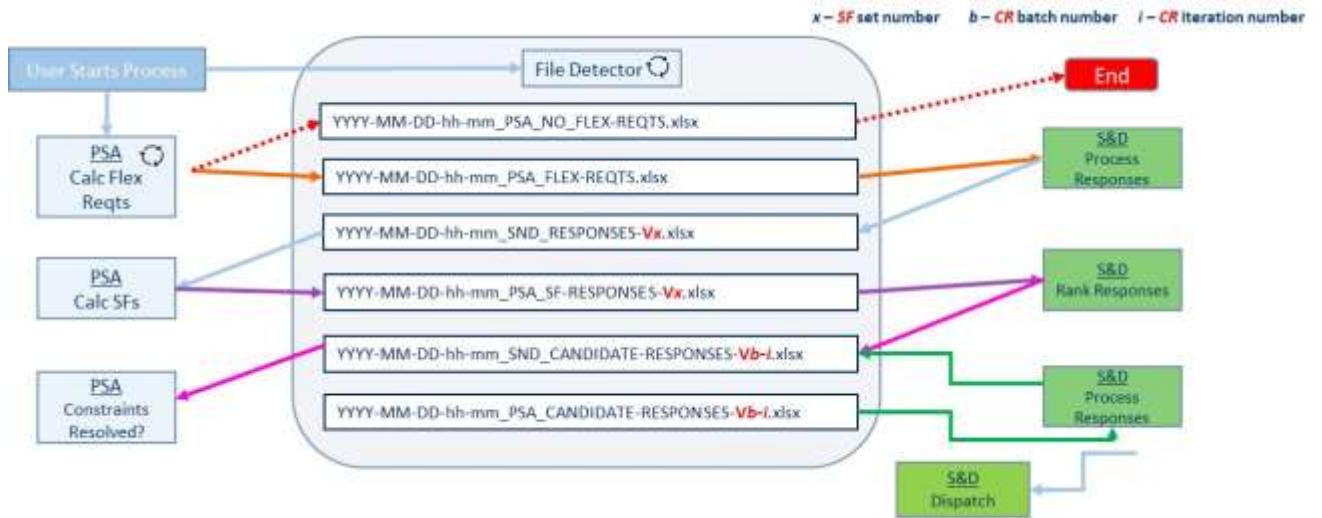 x – SF set number b – CR batch number i – CR iteration number
User Starts Process
File Detector
End
YYYY-MM-DD-hh-mm_PSA_NO_FLEX-REQTS.xlsx
PSA
Calc Flex
Reqts
YYYY-MM-DD-hh-mm_PSA_FLEX-REQTS.xlsx
S&D
Process
Responses
YYYY-MM-DD-hh-mm_SND_RESPONSES-Vx.xlsx
PSA
Calc SFs
YYYY-MM-DD-hh-mm_PSA_SF-RESPONSES-Vx.xlsx
S&D
Rank Responses
YYYY-MM-DD-hh-mm_SND_CANDIDATE-RESPONSES-Vb-i.xlsx
PSA
Constraints
Resolved?
YYYY-MM-DD-hh-mm_PSA_CANDIDATE-RESPONSES-Vb-i.xlsx
S&D
Process
Responses
S&D
Dispatch